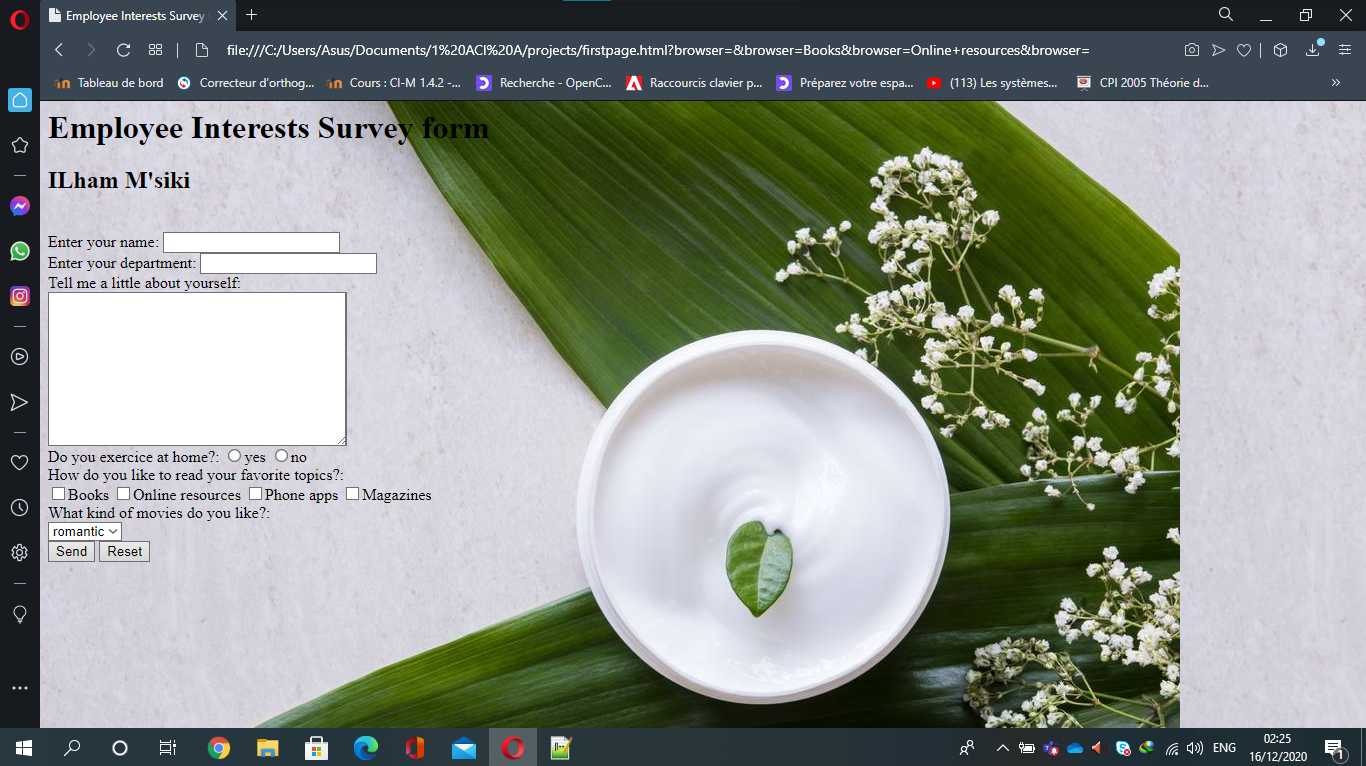 Employee Interests Survey
file:///C:/Users/Asus/Documents/1%20ACI%20A/projects/firstpage.html?browser=&browser=Books&browser=Online+resources&browser=
Tableau de bord Correcteur d'orthog... Cours : CI-M 1.4.2 -... Recherche - OpenC... Raccourcis clavier p... Préparez votre espa... (113) Les systèmes... CPI 2005 Théorie d... »
Employee Interests Survey form
ILham M'siki
Enter your name:
Enter your department:
Tell me a little about yourself:
Do you exercice at home?: yes no
How do you like to read your favorite topics?:
Books Online resources Phone apps Magazines
What kind of movies do you like?:
romantic
Send Reset
ENG 02:25
16/12/2020 1